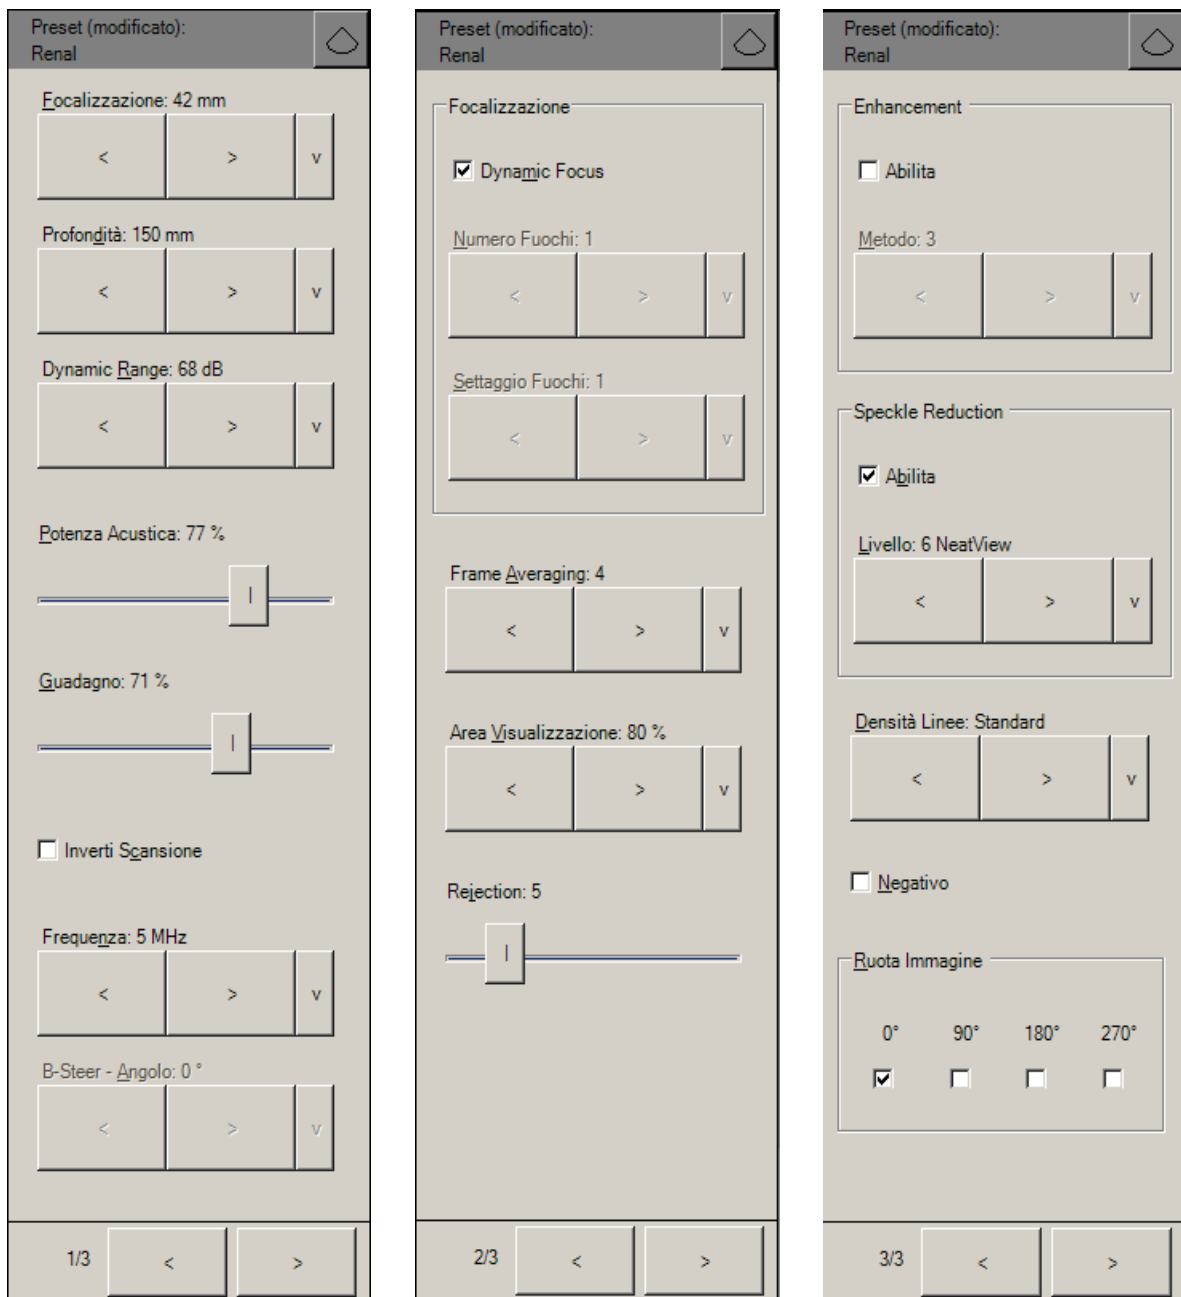 Preset (modificato):
Renal
Focalizzazione: 42 mm
< > v
Profondità: 150 mm
< > v
Dynamic Range: 68 dB
< > v
Potenza Acustica: 77 %
Guadagno: 71 %
Inverti Scansione
Frequenza: 5 MHz
< > v
B-Steer - Angolo: 0 °
< > v
1/3 < >
Preset (modificato):
Renal
Focalizzazione
Dynamic Focus
Numero Fuochi: 1
< > v
Settaggio Fuochi: 1
< > v
Frame Averaging: 4
< > v
Area Visualizzazione: 80 %
< > v
Rejection: 5
2/3 < >
Preset (modificato):
Renal
Enhancement
Abilita
Metodo: 3
< > v
Speckle Reduction
Abilita
Livello: 6 NeatView
< > v
Densità Linee: Standard
< > v
Negativo
Ruota Immagine
0° 90° 180° 270°
3/3 < >